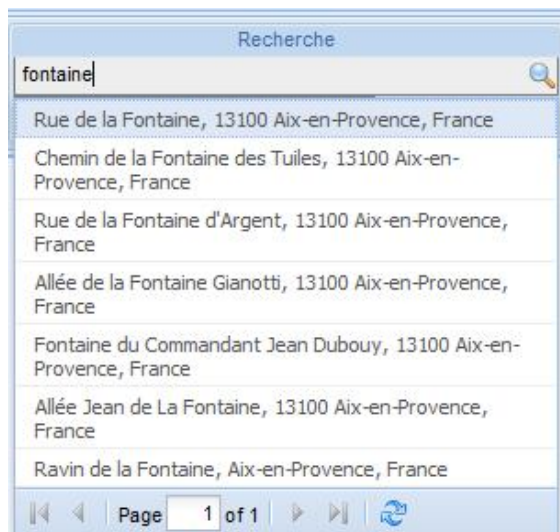 Recherche
fontaine
Rue de la Fontaine, 13100 Aix-en-Provence, France
Chemin de la Fontaine des Tuiles, 13100 Aix-en-
Provence, France
Rue de la Fontaine d'Argent, 13100 Aix-en-Provence,
France
Allée de la Fontaine Gianotti, 13100 Aix-en-Provence,
France
Fontaine du Commandant Jean Dubouy, 13100 Aix-en-
Provence, France
Allée Jean de La Fontaine, 13100 Aix-en-Provence,
France
Ravin de la Fontaine, Aix-en-Provence, France
Page 1 of 1